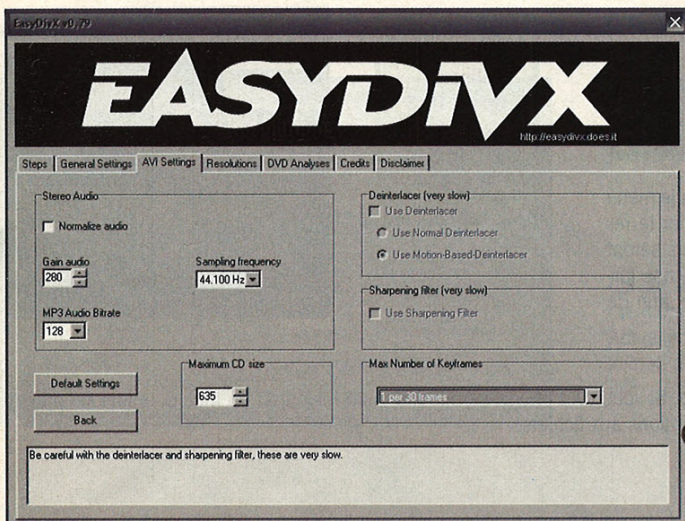 EasyDivX v0,79
EASYDiVX
http://easydivx.does.it
Steps General Settings AVI Settings Resolutions DVD Analyses Credits Disclaimer
Stereo Audio
Normalize audio
Gain audio
280
Sampling frequency
44.100 Hz
MP3 Audio Bitrate
128
Deinterlacer (very slow)
Use Deinterlacer
Use Normal Deinterlacer
Use Motion-Based-Deinterlacer
Sharpening filter (very slow)
Use Sharpening Filter
Default Settings
Back
Maximum CD size
635
Max Number of Keyframes
1 per 30 frames
Be careful with the deinterlacer and sharpening filter, these are very slow.